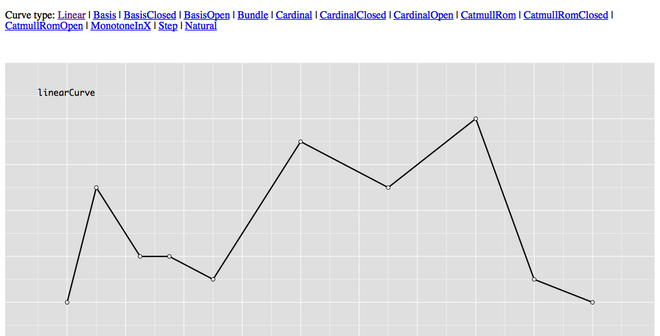 Curve type: Linear | Basis | BasisClosed | BasisOpen | Bundle | Cardinal | CardinalClosed | CardinalOpen | CatmullRom | CatmullRomClosed |
CatmullRomOpen | MonotoneInX | Step | Natural
linearCurve